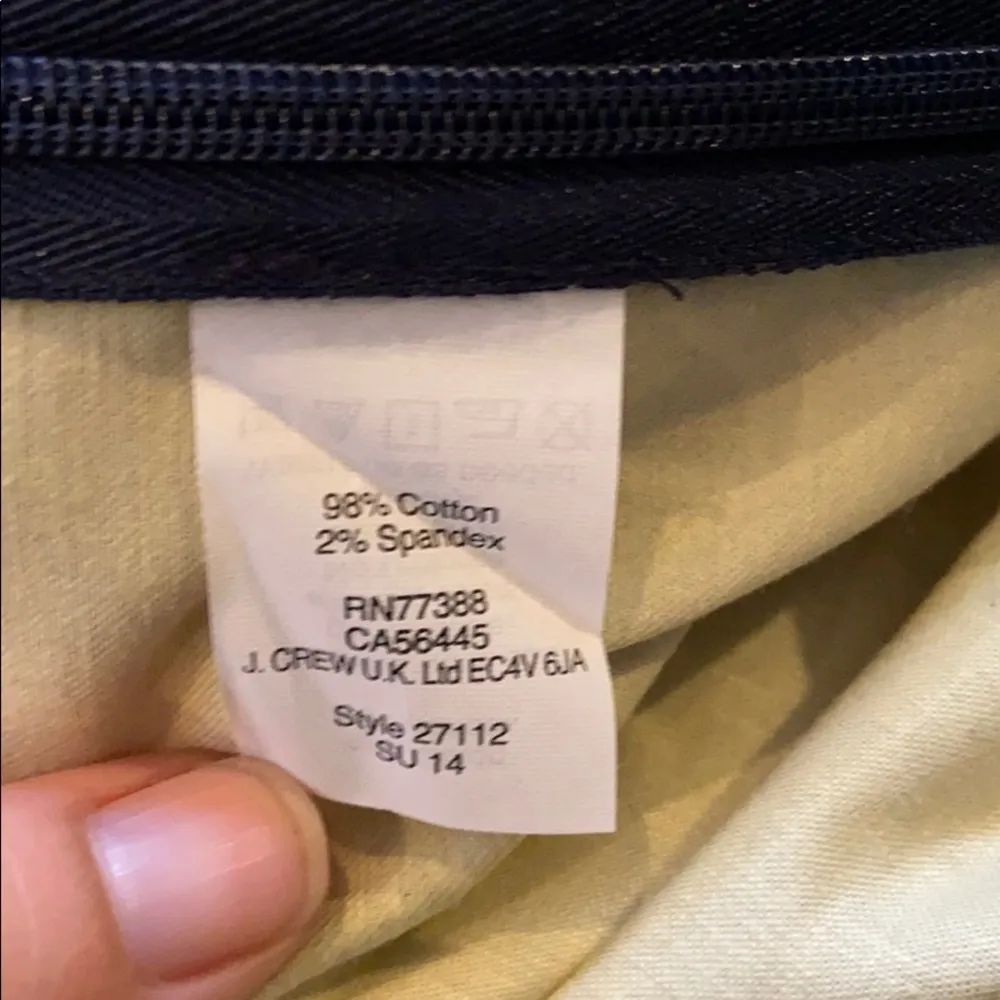 98% Cotton
2% Spandex
RN77388
CA56445
J. CREW U.K. Ltd EC4V 6JA
Style 27112
SU 14